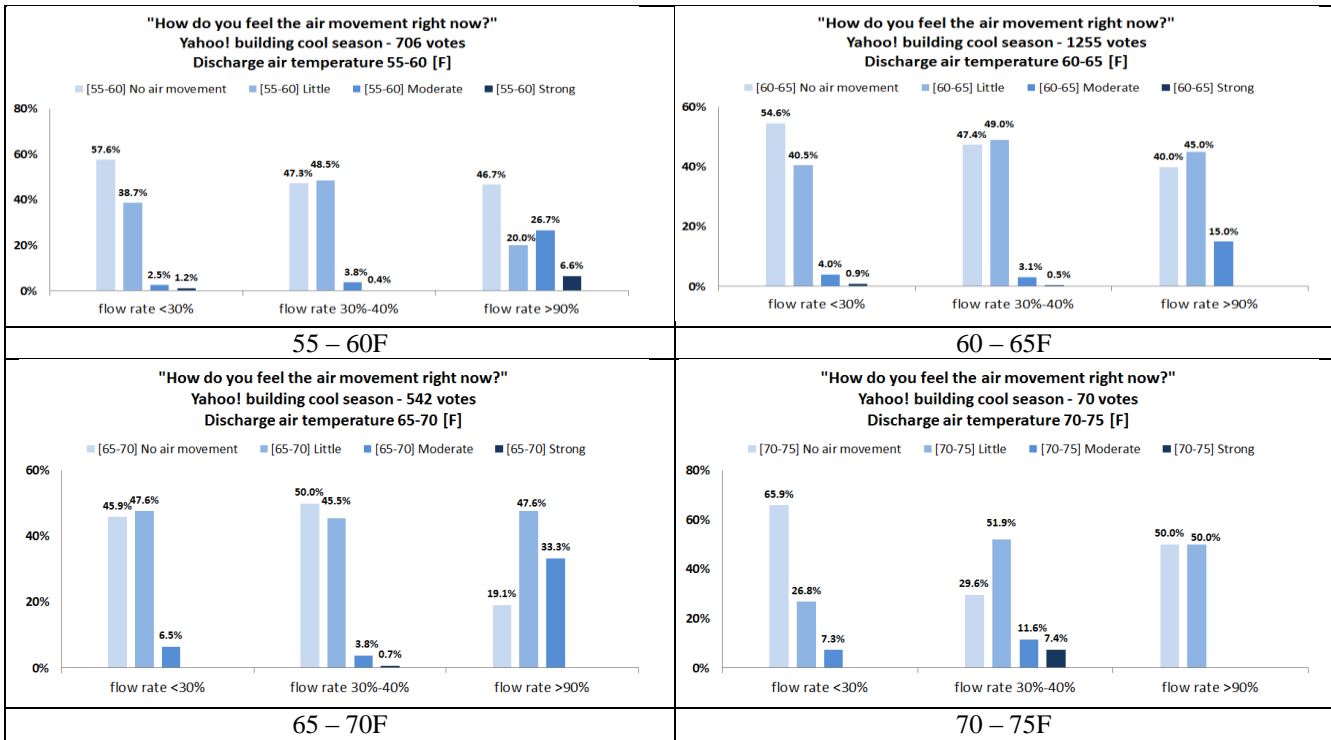 "How do you feel the air movement right now?"
Yahoo! building cool season - 706 votes
Discharge air temperature 55-60 [F]
[55-60] No air movement [55-60] Little [55-60] Moderate [55-60] Strong
80%
60%
40%
20%
0%
57.6%
38.7%
2.5%
1.2%
47.3%
48.5%
3.8%
0.4%
46.7%
20.0%
26.7%
6.6%
flow rate <30% flow rate 30%-40% flow rate >90%
55 – 60F
"How do you feel the air movement right now?"
Yahoo! building cool season - 1255 votes
Discharge air temperature 60-65 [F]
[60-65] No air movement [60-65] Little [60-65] Moderate [60-65] Strong
60%
40%
20%
0%
54.6%
40.5%
4.0%
0.9%
47.4%
49.0%
3.1%
0.5%
40.0%
45.0%
15.0%
flow rate <30% flow rate 30%-40% flow rate >90%
60 – 65F
"How do you feel the air movement right now?"
Yahoo! building cool season - 542 votes
Discharge air temperature 65-70 [F]
[65-70] No air movement [65-70] Little [65-70] Moderate [65-70] Strong
60%
40%
20%
0%
45.9%
47.6%
6.5%
50.0%
45.5%
3.8%
0.7%
19.1%
47.6%
33.3%
flow rate <30% flow rate 30%-40% flow rate >90%
65 – 70F
"How do you feel the air movement right now?"
Yahoo! building cool season - 70 votes
Discharge air temperature 70-75 [F]
[70-75] No air movement [70-75] Little [70-75] Moderate [70-75] Strong
80%
60%
40%
20%
0%
65.9%
26.8%
7.3%
29.6%
51.9%
11.6%
7.4%
50.0%
50.0%
flow rate <30% flow rate 30%-40% flow rate >90%
70 – 75F